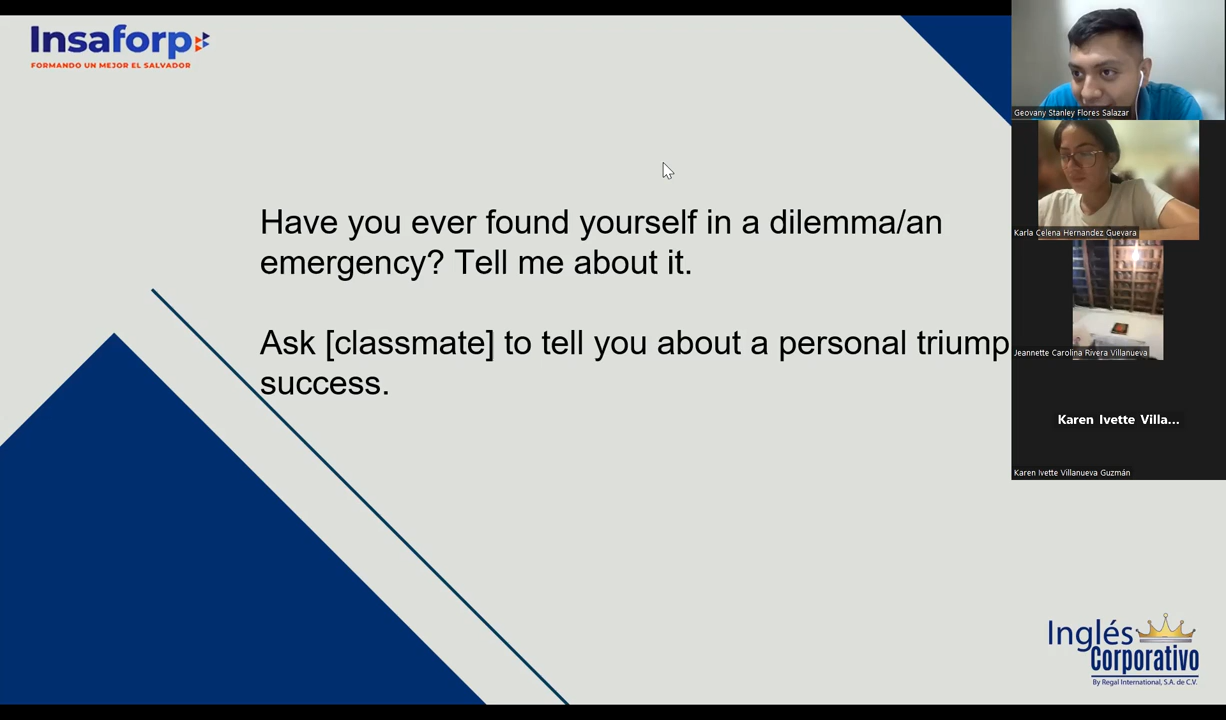 Insaforp
FORMANDO UN MEJOR EL SALVADOR
Have you ever found yourself in a dilemma/an
emergency? Tell me about it.
Ask [classmate] to tell you about a personal triump
success.
Geovany Stanley Flores Salazar
Karla Celena Hernandez Guevara
Jeannette Carolina Rivera Villanueva
Karen Ivette Villa...
Karen Ivette Villanueva Guzmán
Inglés
Corporativo
By Regal International, S.A. de C.V.